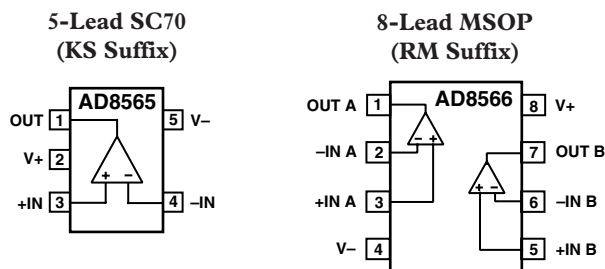 5-Lead SC70
(KS Suffix)
AD8565
OUT 1
5 V–
V+ 2
+IN 3
+ –
4 –IN
8-Lead MSOP
(RM Suffix)
AD8566
OUT A 1
8 V+
– +
–IN A 2
7 OUT B
+IN A 3
+ –
6 –IN B
V– 4
5 +IN B